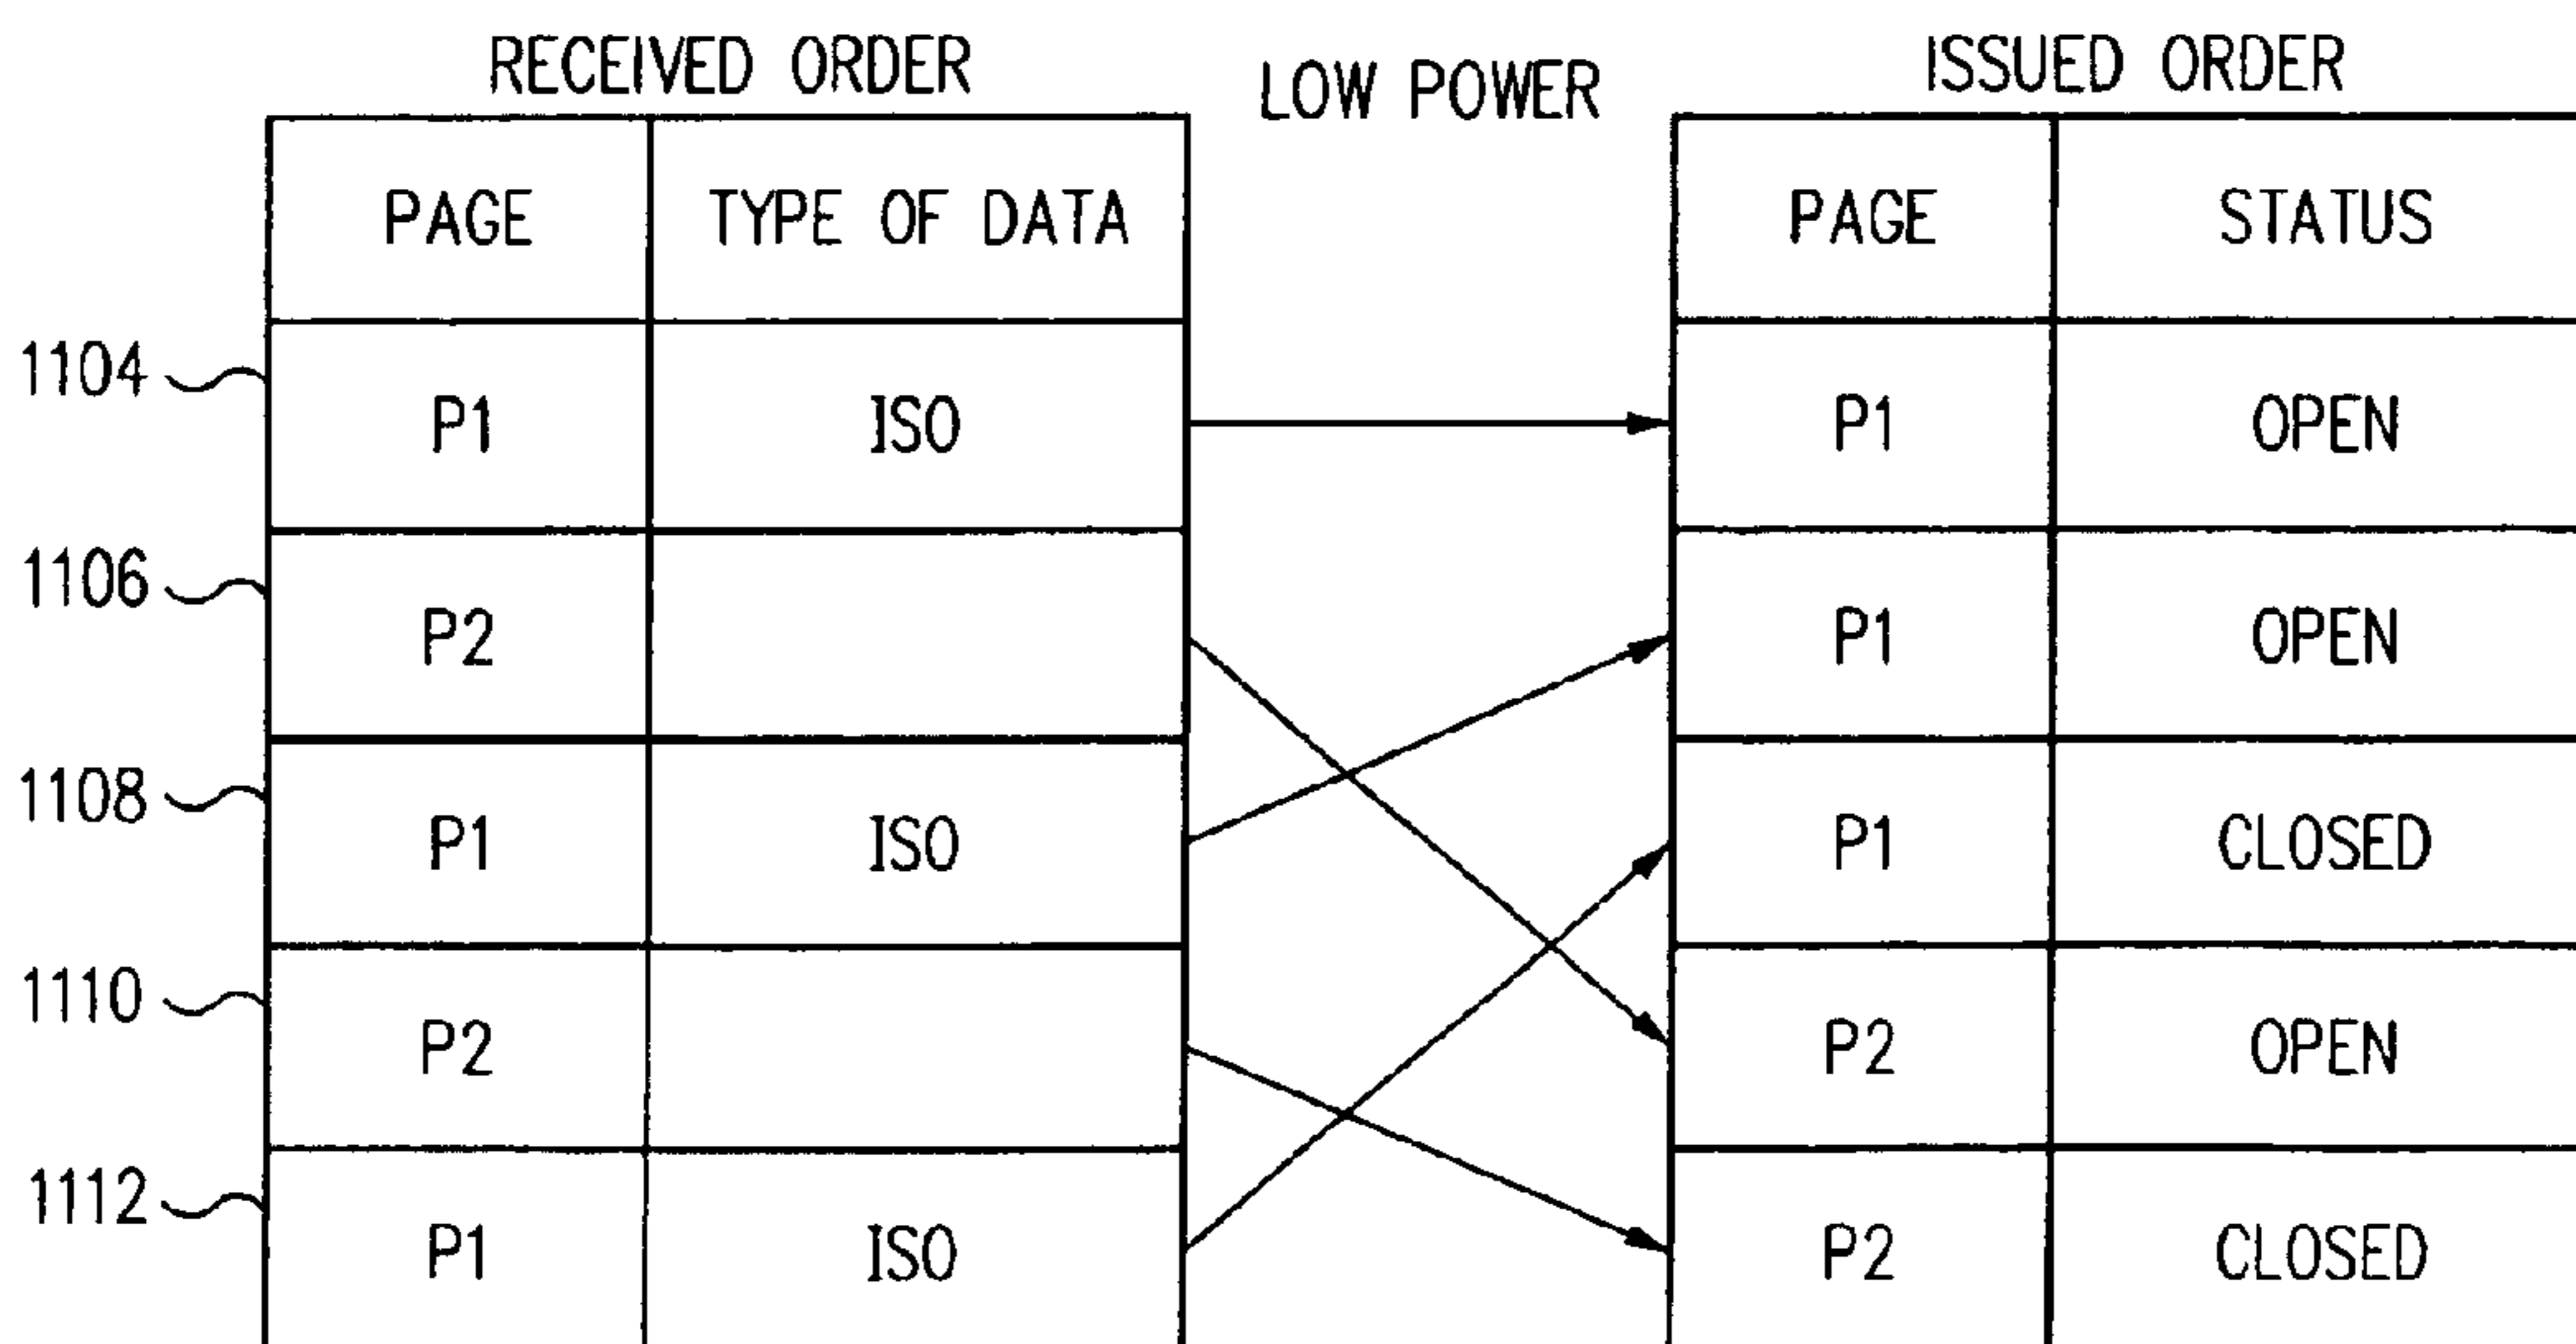 RECEIVED ORDER
LOW POWER
ISSUED ORDER
PAGE TYPE OF DATA PAGE STATUS
1104 P1 ISO P1 OPEN
1106 P2 P1 OPEN
1108 P1 ISO P1 CLOSED
1110 P2 P2 OPEN
1112 P1 ISO P2 CLOSED